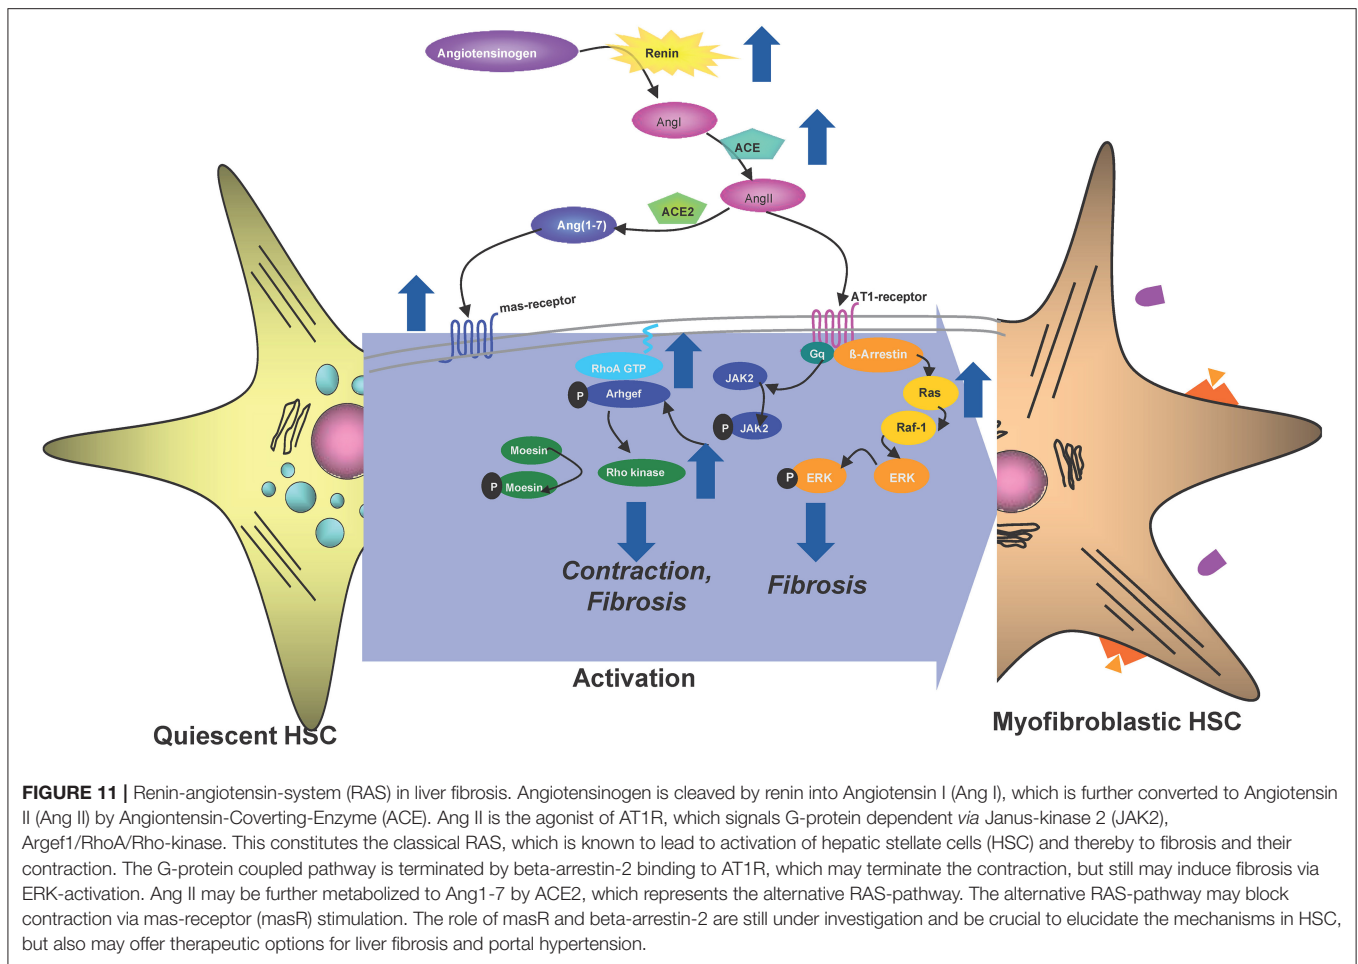 Angiotensinogen
Renin
AngI
ACE
AngII
ACE2
Ang(1-7)
mas-receptor
AT1-receptor
Gq
ß-Arrestin
RhoA GTP
JAK2
Ras
P
Arhgef
P
JAK2
Raf-1
Moesin
Rho kinase
P
ERK
ERK
P
Moesin
Contraction,
Fibrosis
Fibrosis
Activation
Quiescent HSC
Myofibroblastic HSC
FIGURE 11 | Renin-angiotensin-system (RAS) in liver fibrosis. Angiotensinogen is cleaved by renin into Angiotensin I (Ang I), which is further converted to Angiotensin
II (Ang II) by Angiontensin-Coverting-Enzyme (ACE). Ang II is the agonist of AT1R, which signals G-protein dependent via Janus-kinase 2 (JAK2),
Argef1/RhoA/Rho-kinase. This constitutes the classical RAS, which is known to lead to activation of hepatic stellate cells (HSC) and thereby to fibrosis and their
contraction. The G-protein coupled pathway is terminated by beta-arrestin-2 binding to AT1R, which may terminate the contraction, but still may induce fibrosis via
ERK-activation. Ang II may be further metabolized to Ang1-7 by ACE2, which represents the alternative RAS-pathway. The alternative RAS-pathway may block
contraction via mas-receptor (masR) stimulation. The role of masR and beta-arrestin-2 are still under investigation and be crucial to elucidate the mechanisms in HSC,
but also may offer therapeutic options for liver fibrosis and portal hypertension.